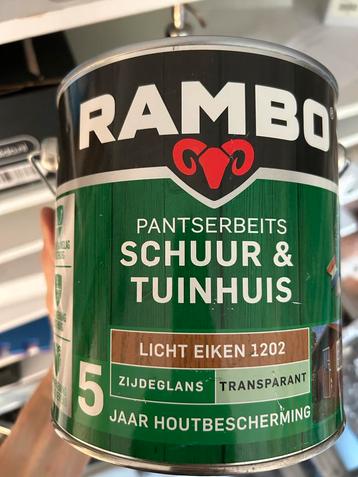 RAMBO
PANTSERBEITS
SCHUUR &
TUINHUIS
LICHT EIKEN 1202
ZIJDEGLANS TRANSPARANT
5 JAAR HOUTBESCHERMING